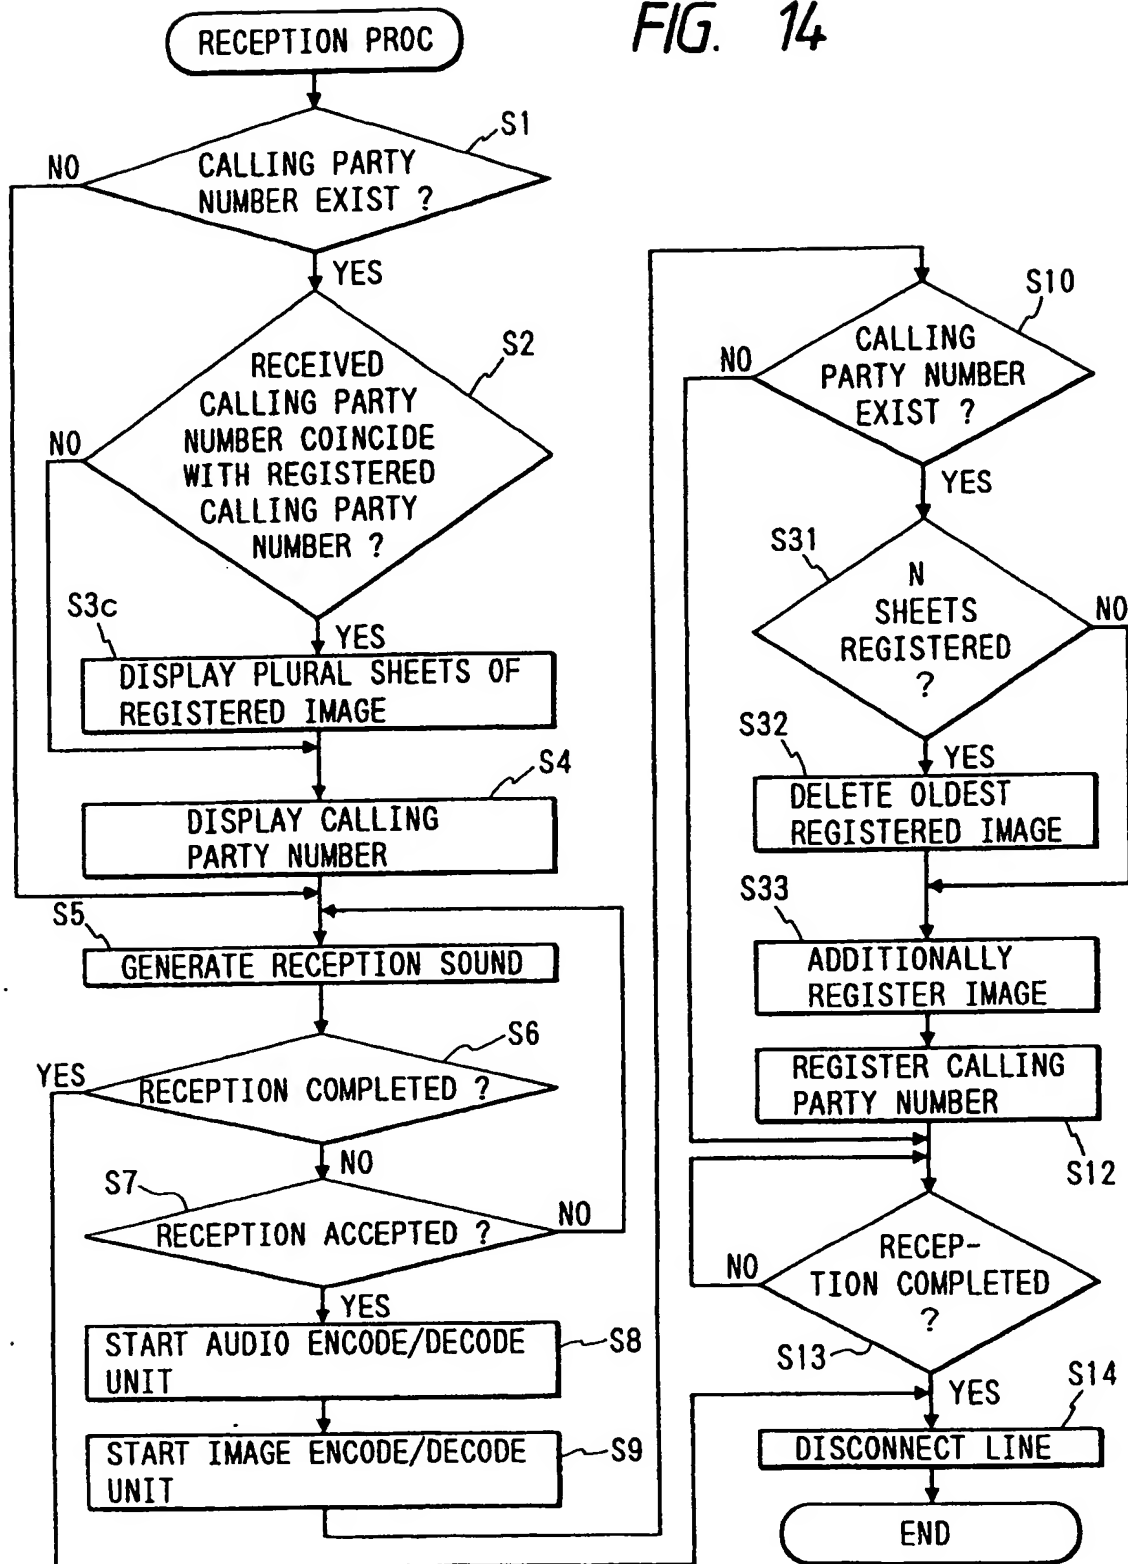 FIG. 14
RECEPTION PROC
S1
CALLING PARTY
NUMBER EXIST ?
NO
YES
S2
RECEIVED
CALLING PARTY
NUMBER COINCIDE
WITH REGISTERED
CALLING PARTY
NUMBER ?
NO
YES
S3c
DISPLAY PLURAL SHEETS OF
REGISTERED IMAGE
S4
DISPLAY CALLING
PARTY NUMBER
S5
GENERATE RECEPTION SOUND
S6
RECEPTION COMPLETED ?
YES
NO
S7
RECEPTION ACCEPTED ?
NO
YES
START AUDIO ENCODE/DECODE
UNIT
S8
START IMAGE ENCODE/DECODE
UNIT
S9
S10
CALLING
PARTY NUMBER
EXIST ?
NO
YES
S31
N
SHEETS
REGISTERED
?
NO
YES
S32
DELETE OLDEST
REGISTERED IMAGE
S33
ADDITIONALLY
REGISTER IMAGE
REGISTER CALLING
PARTY NUMBER
S12
RECEP-
TION COMPLETED
?
NO
S13
YES
S14
DISCONNECT LINE
END